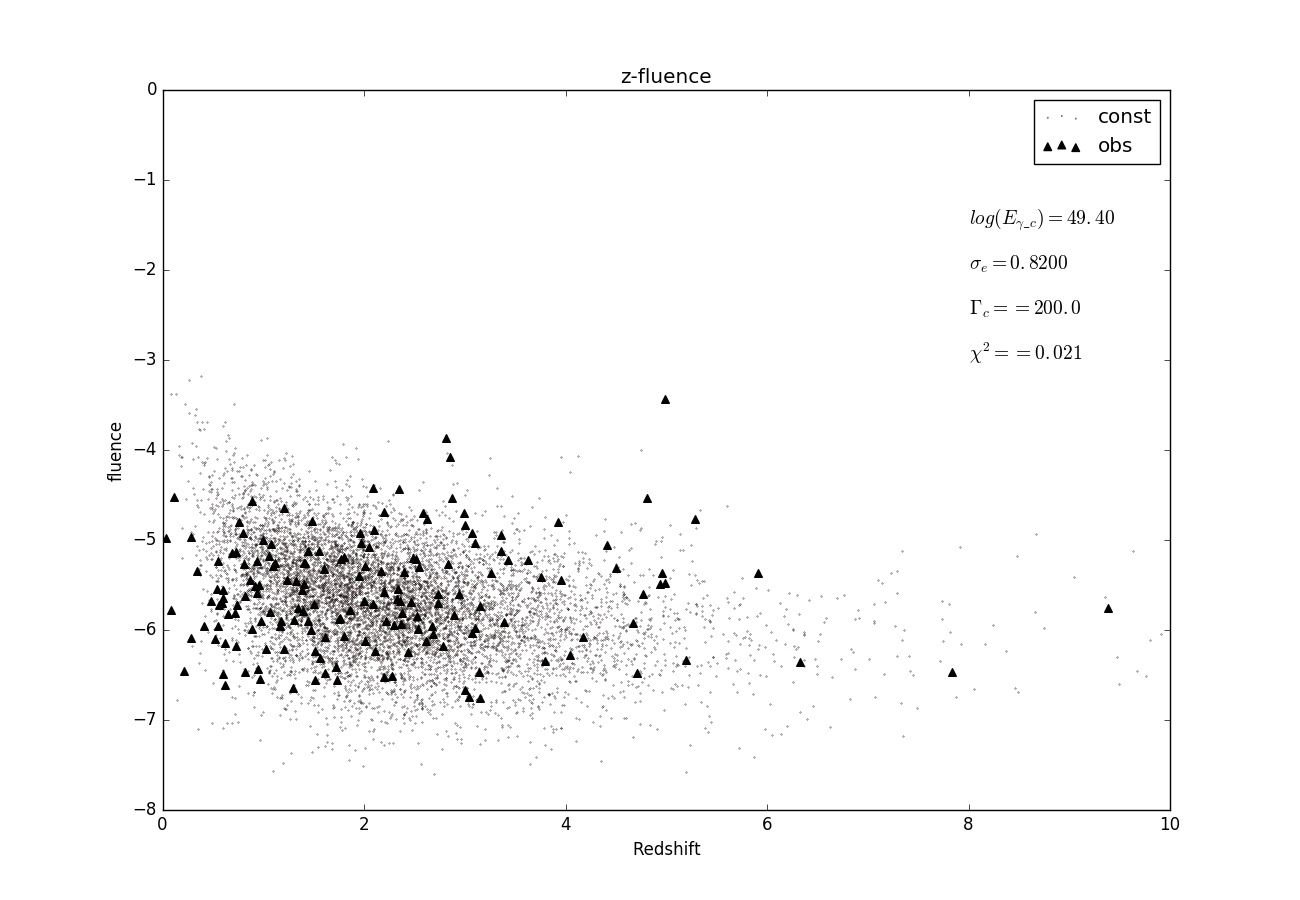 z-fluence
const
obs
log(E_{γ_c}) = 49.40
σ_e = 0.8200
Γ_c == 200.0
χ² == 0.021
0
−1
−2
−3
−4
−5
−6
−7
−8
fluence
0 2 4 6 8 10
Redshift